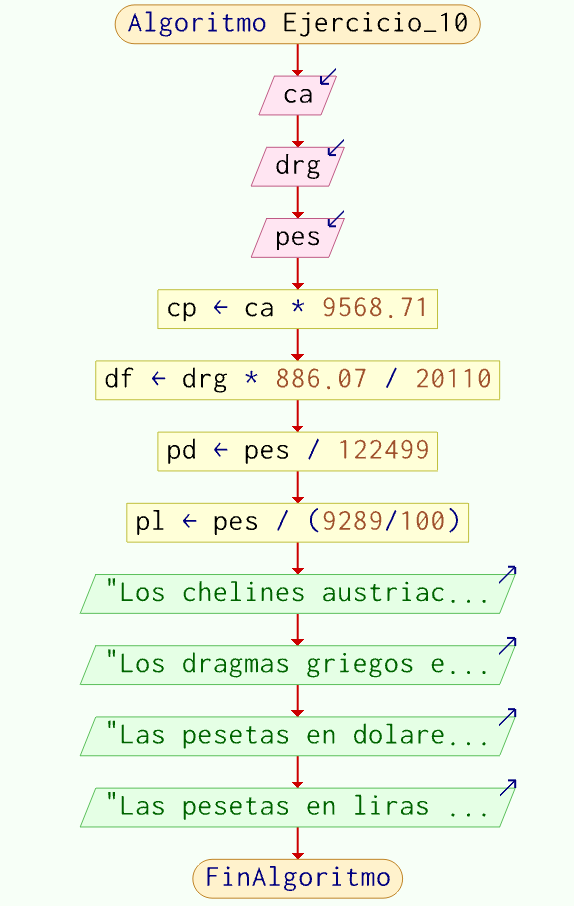 Algoritmo Ejercicio_10
ca
drg
pes
cp ← ca * 9568.71
df ← drg * 886.07 / 20110
pd ← pes / 122499
pl ← pes / (9289/100)
"Los chelines austriac...
"Los dragmas griegos e...
"Las pesetas en dolare...
"Las pesetas en liras ...
FinAlgoritmo